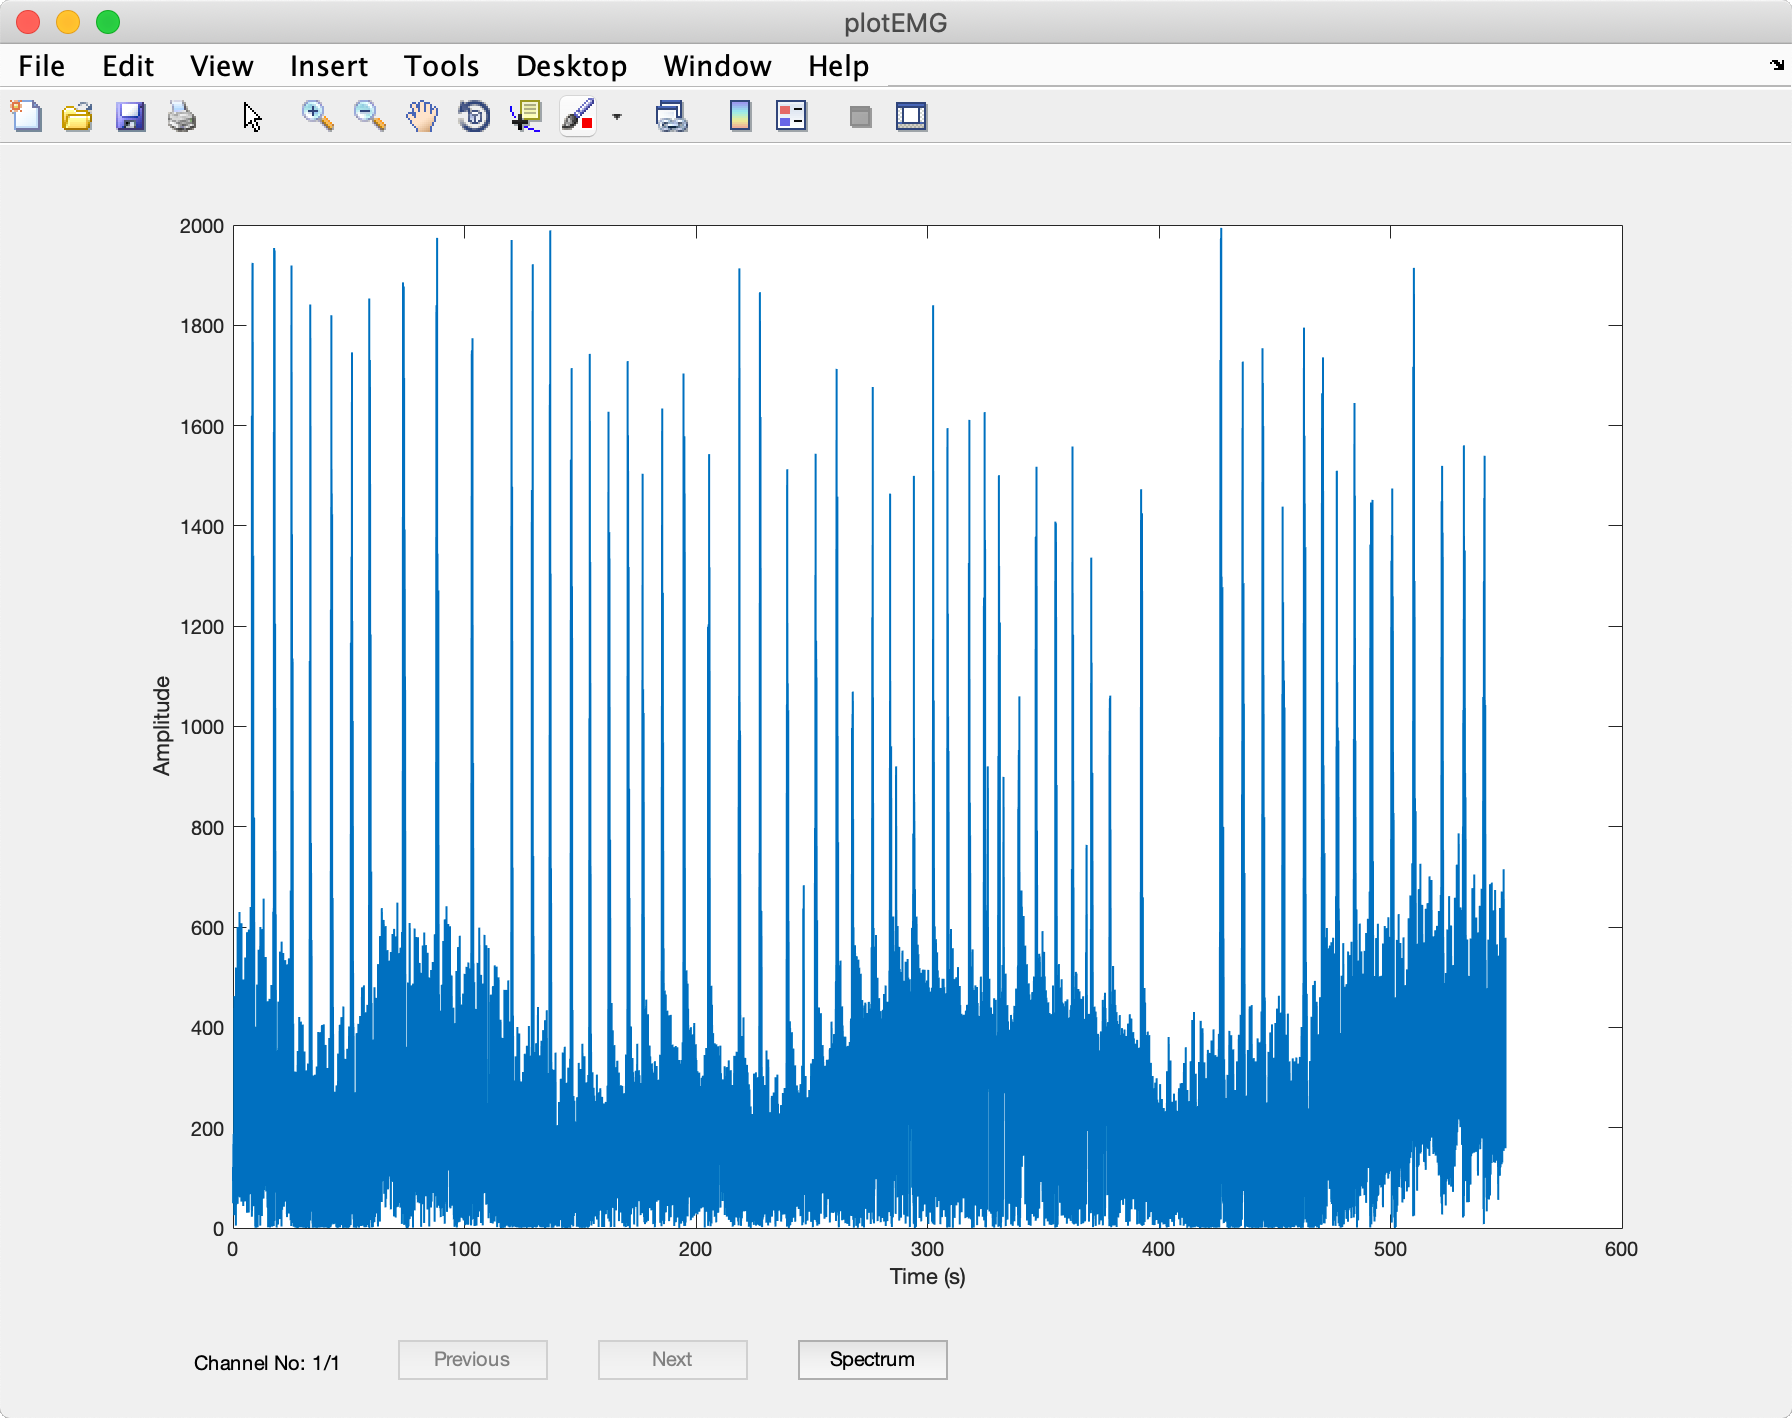 plotEMG
File Edit View Insert Tools Desktop Window Help
2000
1800
1600
1400
1200
1000
800
600
400
200
0
Amplitude
0 100 200 300 400 500 600
Time (s)
Channel No: 1/1 Previous Next Spectrum